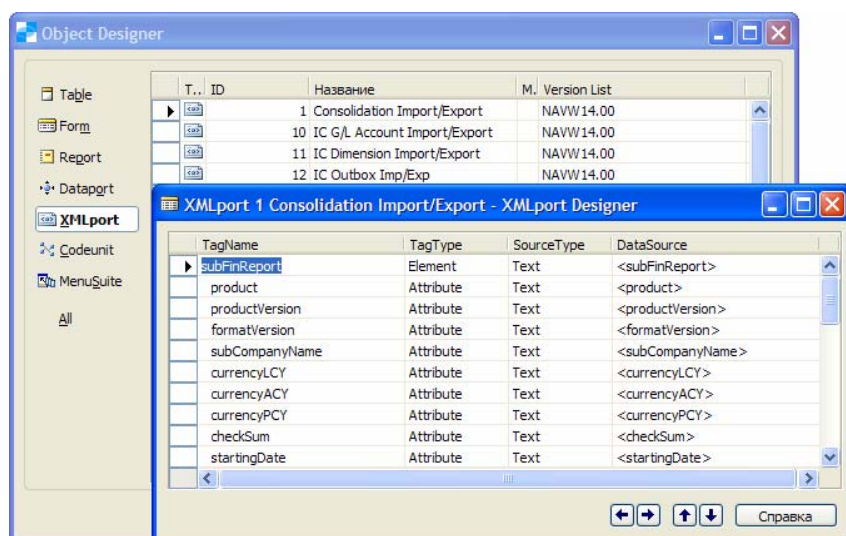 Object Designer
T.. ID Название M. Version List
Table
1 Consolidation Import/Export NAVW14.00
Form
10 IC G/L Account Import/Export NAVW14.00
Report
11 IC Dimension Import/Export NAVW14.00
Dataport
12 IC Outbox Imp/Exp NAVW14.00
XMLport
Codeunit
MenuSuite
All
XMLport 1 Consolidation Import/Export - XMLport Designer
TagName TagType SourceType DataSource
subFinReport Element Text <subFinReport>
product Attribute Text <product>
productVersion Attribute Text <productVersion>
formatVersion Attribute Text <formatVersion>
subCompanyName Attribute Text <subCompanyName>
currencyLCY Attribute Text <currencyLCY>
currencyACY Attribute Text <currencyACY>
currencyPCY Attribute Text <currencyPCY>
checkSum Attribute Text <checkSum>
startingDate Attribute Text <startingDate>
Справка